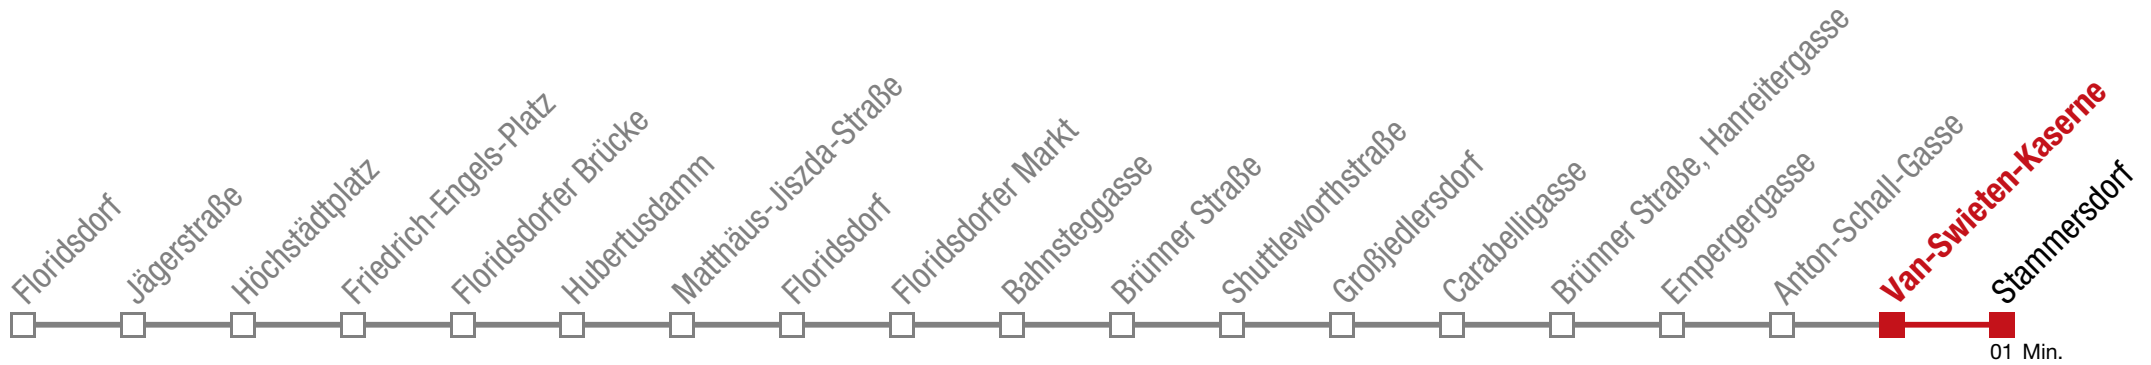 Floridsdorf
Jägerstraße
Höchstädtplatz
Friedrich-Engels-Platz
Floridsdorfer Brücke
Hubertusdamm
Matthäus-Jiszda-Straße
Floridsdorf
Floridsdorfer Markt
Bahnsteggasse
Brünner Straße
Shuttleworthstraße
Großjedlersdorf
Carabelligasse
Brünner Straße, Hanreitergasse
Empergergasse
Anton-Schall-Gasse
Van-Swieten-Kaserne
Stammersdorf
01 Min.